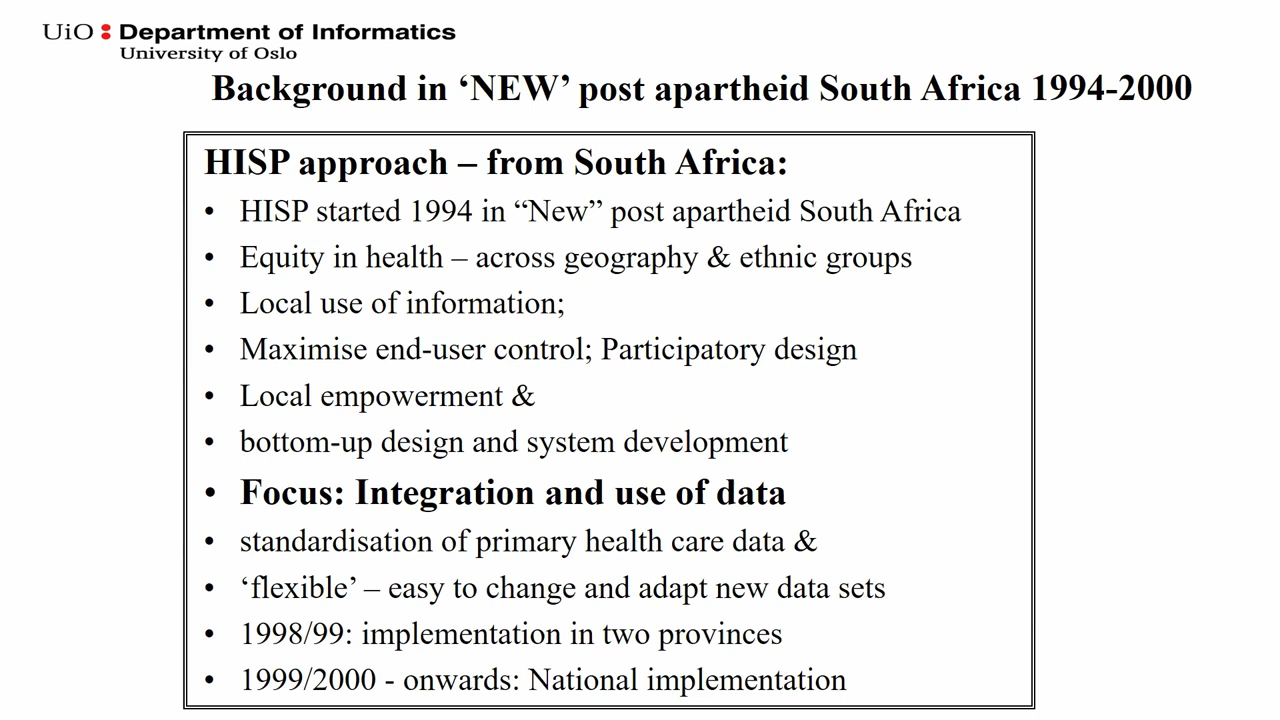 UiO Department of Informatics
University of Oslo
Background in ‘NEW’ post apartheid South Africa 1994-2000
HISP approach – from South Africa:
• HISP started 1994 in “New” post apartheid South Africa
• Equity in health – across geography & ethnic groups
• Local use of information;
• Maximise end-user control; Participatory design
• Local empowerment &
• bottom-up design and system development
• Focus: Integration and use of data
• standardisation of primary health care data &
• ‘flexible’ – easy to change and adapt new data sets
• 1998/99: implementation in two provinces
• 1999/2000 - onwards: National implementation